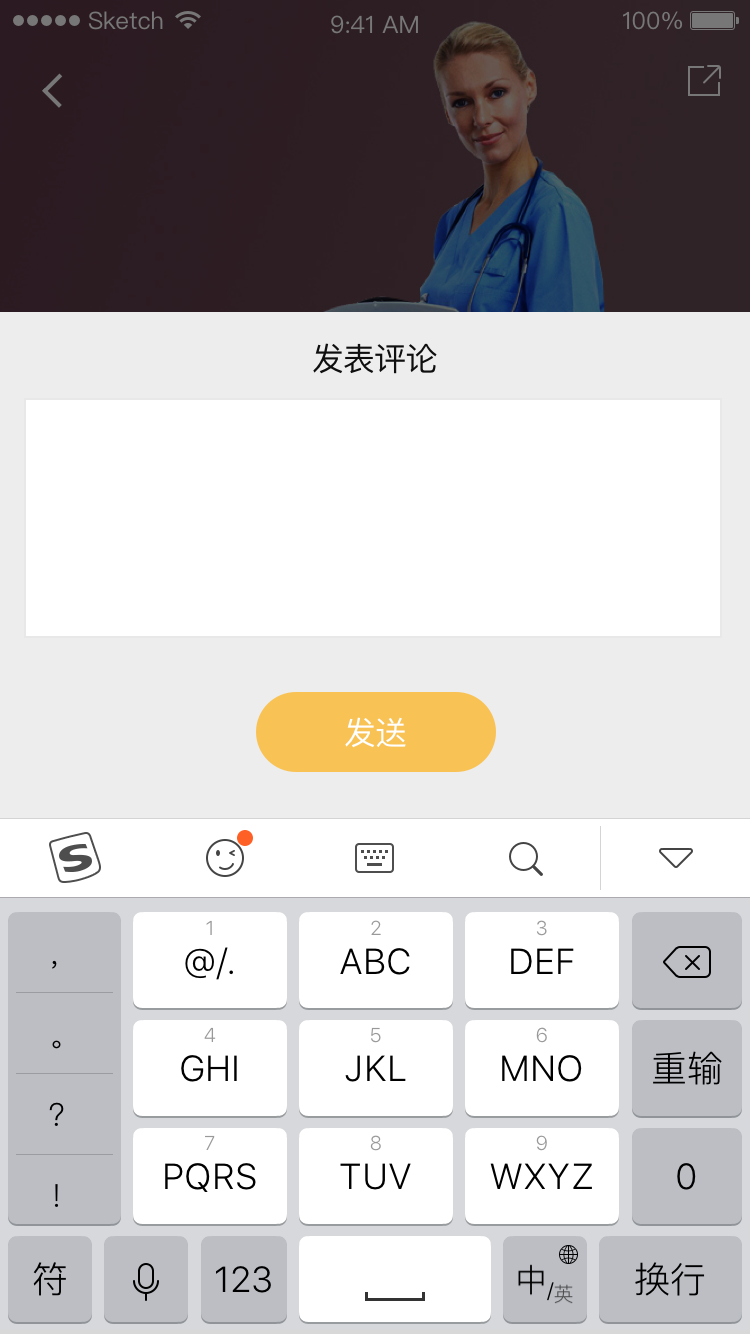 Sketch 9:41 AM 100%
发表评论
发送
S
, 1 @/. 2 ABC 3 DEF
。 4 GHI 5 JKL 6 MNO 重输
? 7 PQRS 8 TUV 9 WXYZ 0
!
符 123 中/英 换行